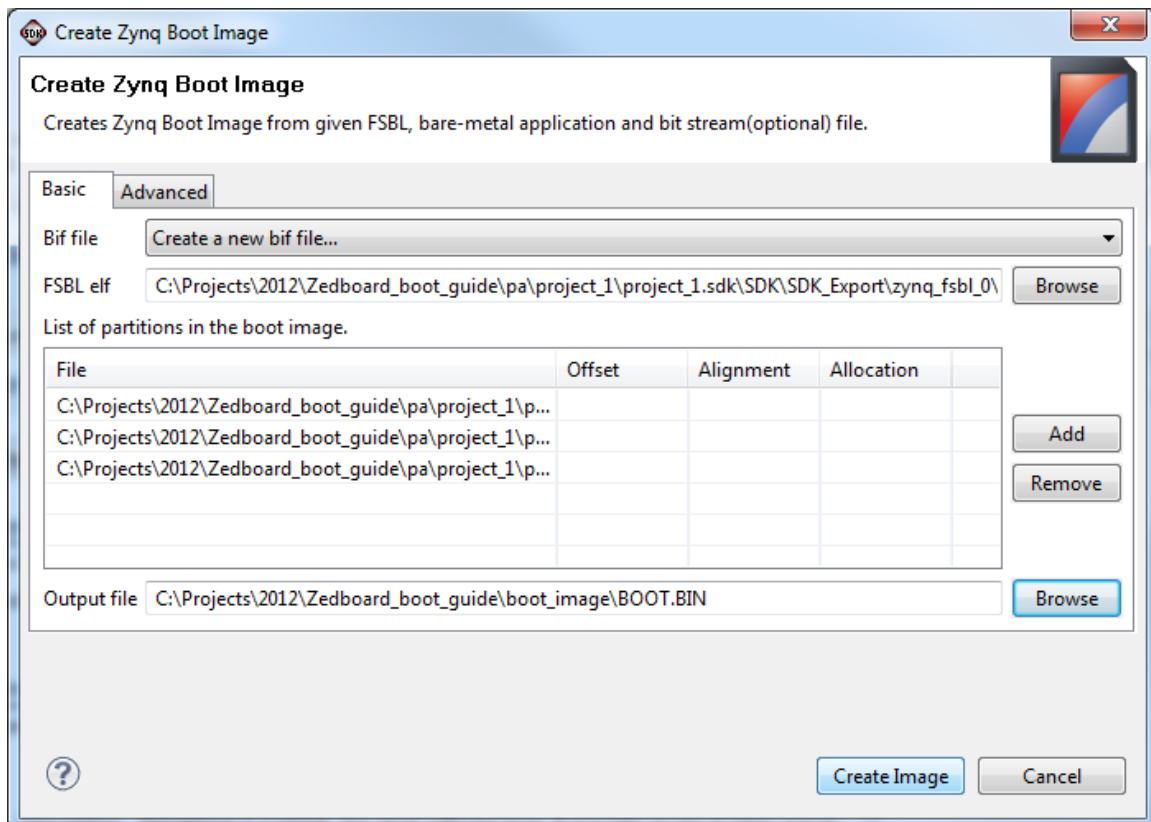 SDK Create Zynq Boot Image X
Create Zynq Boot Image
Creates Zynq Boot Image from given FSBL, bare-metal application and bit stream(optional) file.
Basic Advanced
Bif file Create a new bif file...
FSBL elf C:\Projects\2012\Zedboard_boot_guide\pa\project_1\project_1.sdk\SDK\SDK_Export\zynq_fsbl_0\ Browse
List of partitions in the boot image.
File Offset Alignment Allocation
C:\Projects\2012\Zedboard_boot_guide\pa\project_1\p...
C:\Projects\2012\Zedboard_boot_guide\pa\project_1\p... Add
C:\Projects\2012\Zedboard_boot_guide\pa\project_1\p... Remove
Output file C:\Projects\2012\Zedboard_boot_guide\boot_image\BOOT.BIN Browse
? Create Image Cancel